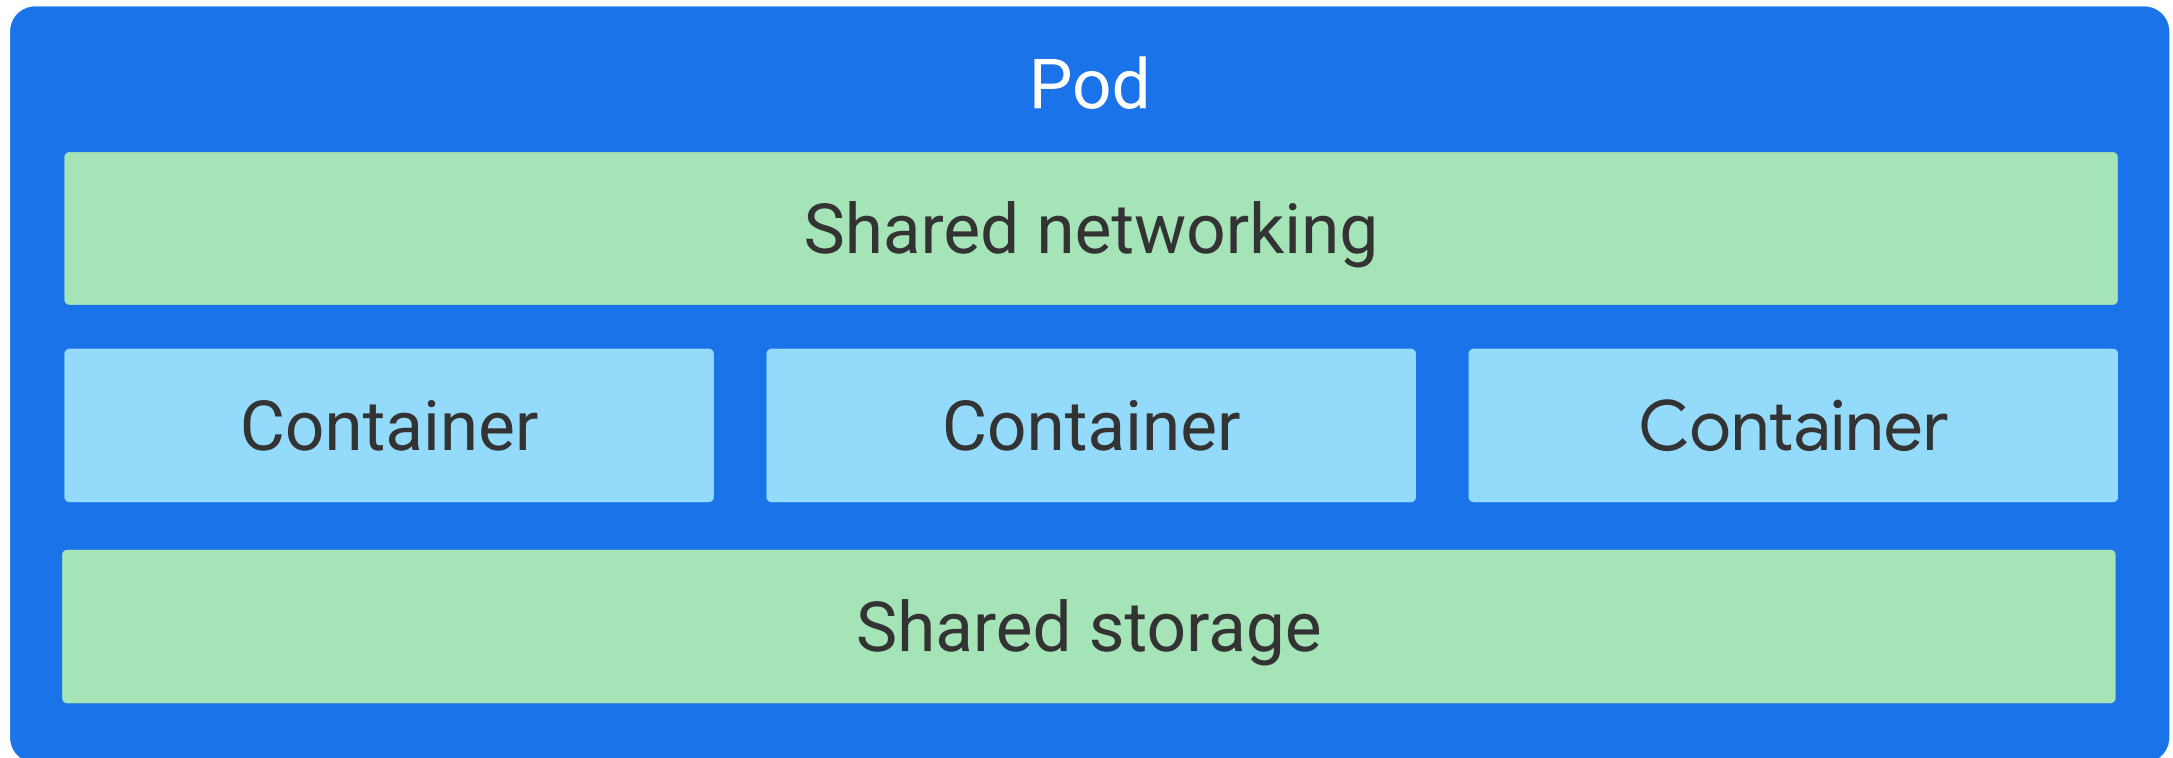 Pod
Shared networking
Container
Container
Container
Shared storage